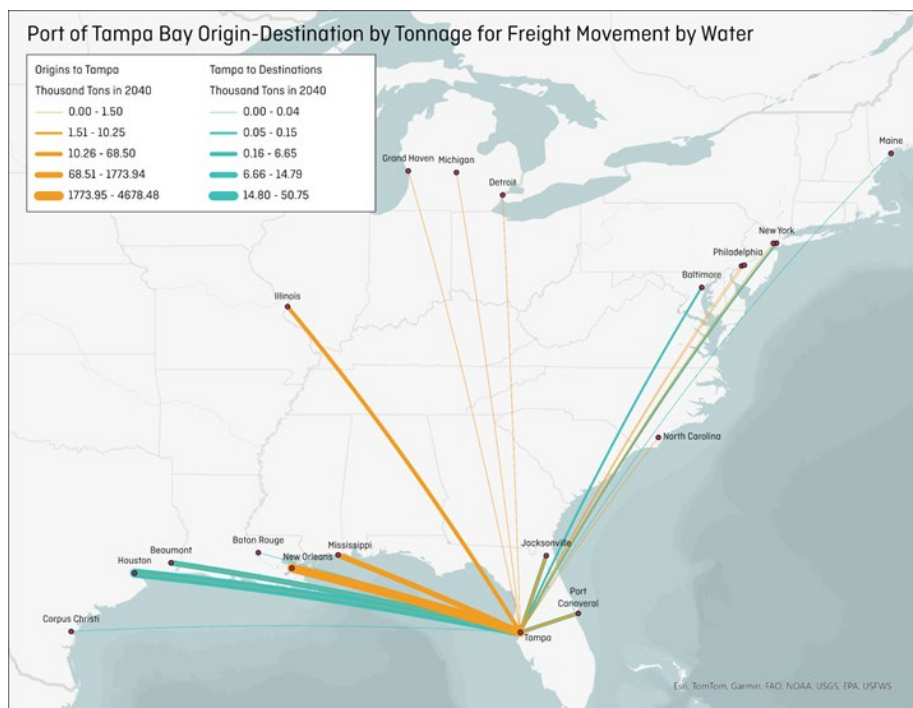 Port of Tampa Bay Origin-Destination by Tonnage for Freight Movement by Water
Origins to Tampa
Thousand Tons in 2040
0.00 - 1.50
1.51 - 10.25
10.26 - 68.50
68.51 - 1773.94
1773.95 - 4678.48
Tampa to Destinations
Thousand Tons in 2040
0.00 - 0.04
0.05 - 0.15
0.16 - 6.65
6.66 - 14.79
14.80 - 50.75
Maine
Grand Haven
Michigan
Detroit
New York
Philadelphia
Baltimore
Illinois
North Carolina
Baton Rouge
Mississippi
Jacksonville
Beaumont
Houston
New Orleans
Port
Canaveral
Corpus Christi
Tampa
Esri, TomTom, Garmin, FAO, NOAA, USGS, EPA, USFWS